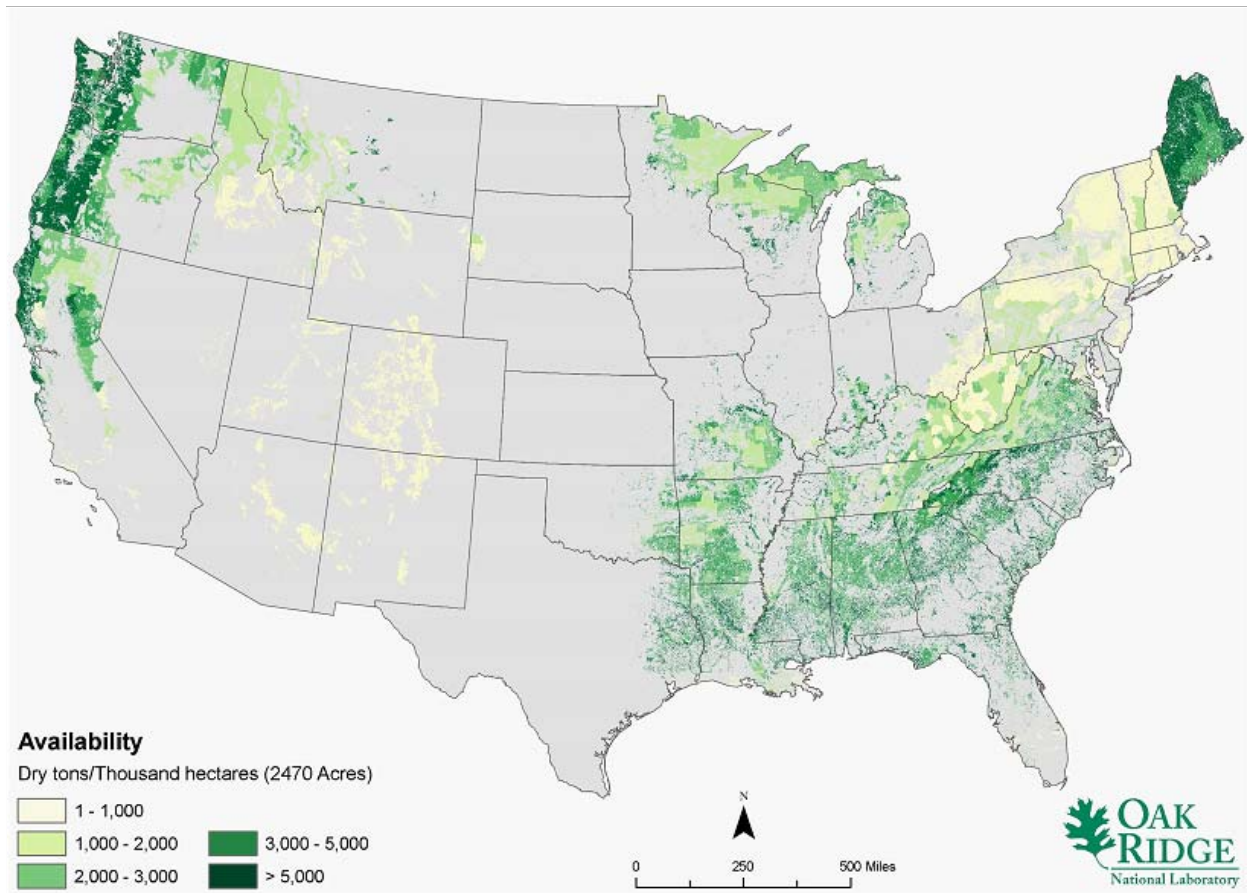 Availability
Dry tons/Thousand hectares (2470 Acres)
1 - 1,000
1,000 - 2,000
2,000 - 3,000
3,000 - 5,000
> 5,000
N
0 250 500 Miles
OAK
RIDGE
National Laboratory